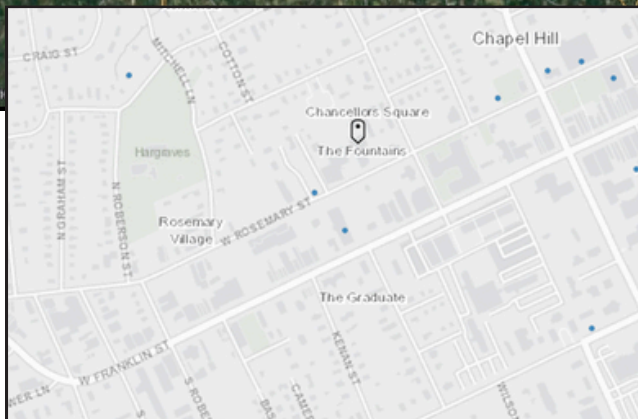 CRAIG ST
MITCHELL LN
COTTON ST
Chapel Hill
Chancellors Square
The Fountains
Hargraves
N GRAHAM ST
N ROBERSON ST
Rosemary
Village
W ROSEMARY ST
The Graduate
W FRANKLIN ST
KENAN ST